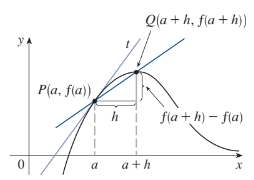 Q(a + h, f(a + h))
y
t
P(a, f(a))
h
f(a + h) − f(a)
0
a
a + h
x